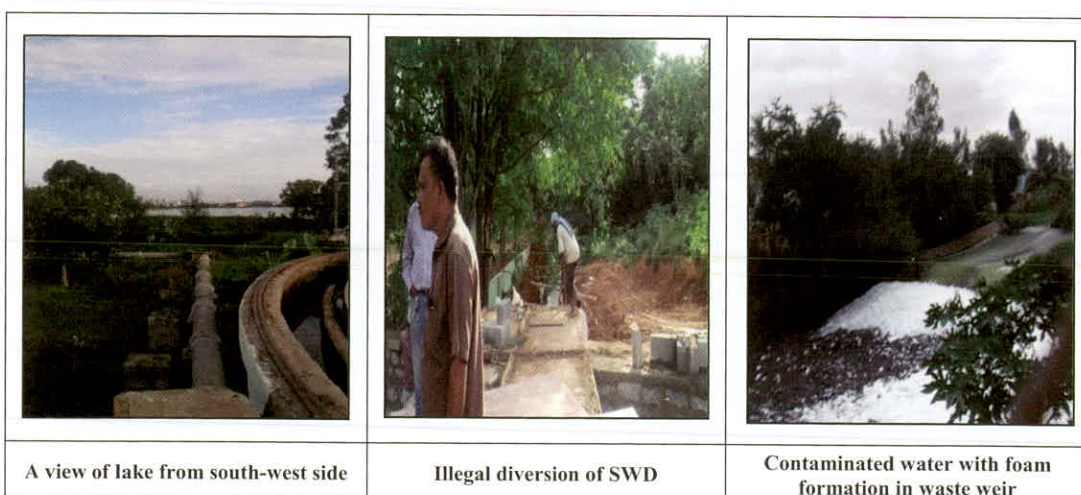 A view of lake from south-west side
Illegal diversion of SWD
Contaminated water with foam
formation in waste weir